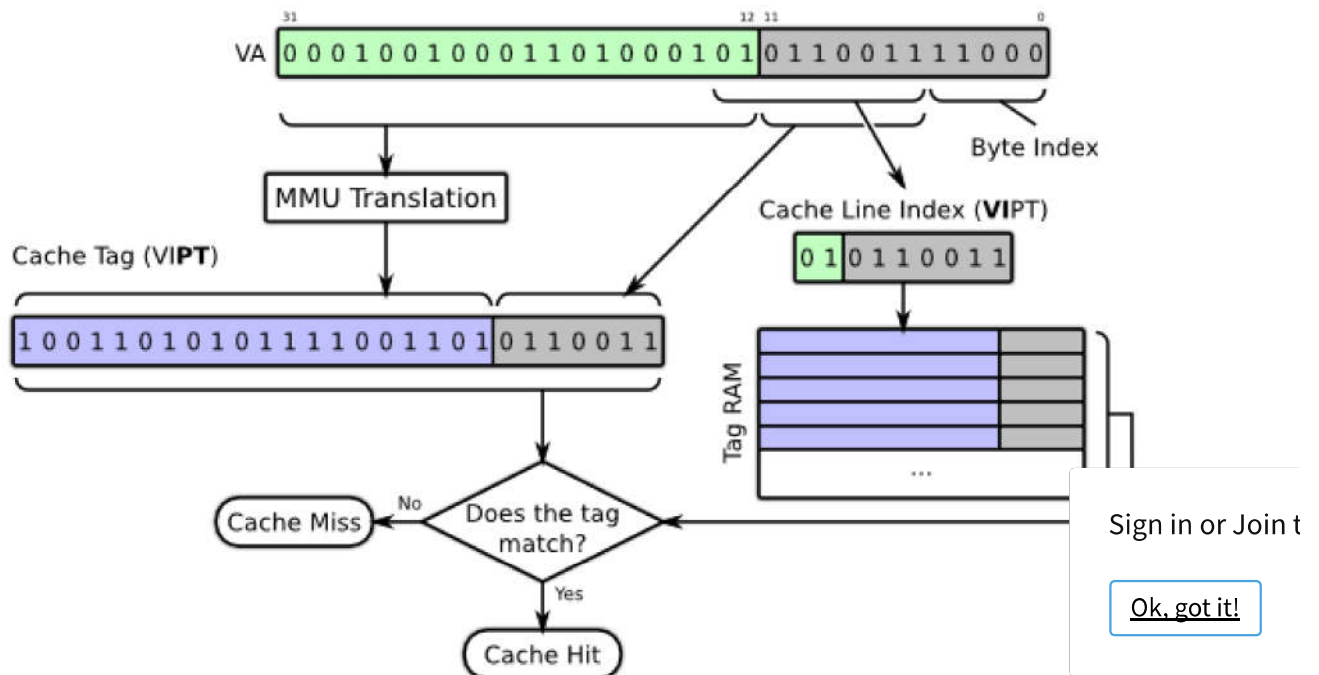 31 12 11 0
VA 0 0 0 1 0 0 1 0 0 0 1 1 0 1 0 0 0 1 0 1 0 1 1 0 0 1 1 1 1 0 0 0
Byte Index
MMU Translation
Cache Line Index (VIPT)
Cache Tag (VIPT)
0 1 0 1 1 0 0 1 1
1 0 0 1 1 0 1 0 1 0 1 1 1 1 0 0 1 1 0 1 0 1 1 0 0 1 1
Tag RAM
...
No
Cache Miss
Does the tag
match?
Yes
Cache Hit
Sign in or Join t
Ok, got it!